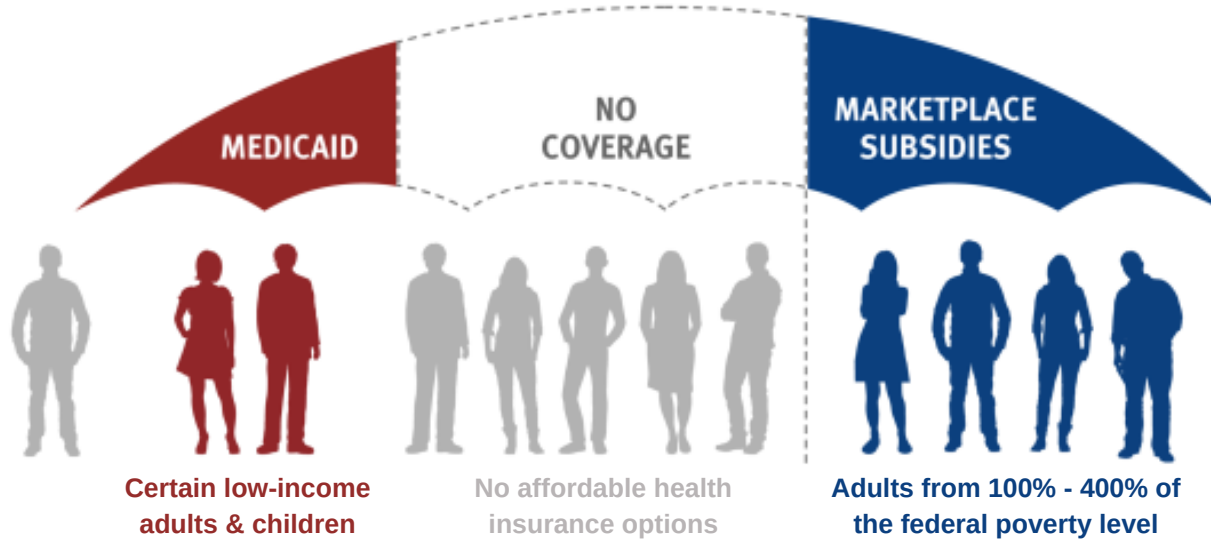 MEDICAID
NO
COVERAGE
MARKETPLACE
SUBSIDIES
Certain low-income
adults & children
No affordable health
insurance options
Adults from 100% - 400% of
the federal poverty level